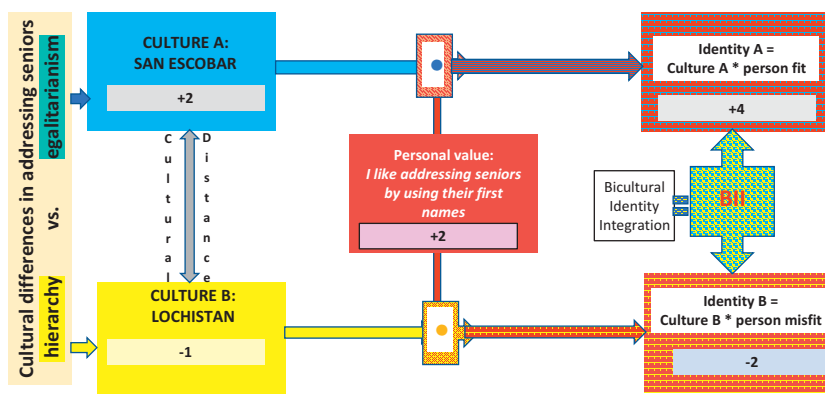 Cultural differences in addressing seniors
egalitarianism
vs.
hierarchy
CULTURE A:
SAN ESCOBAR
+2
Cultural
Distance
CULTURE B:
LOCHISTAN
-1
Personal value:
I like addressing seniors
by using their first
names
+2
Identity A =
Culture A * person fit
+4
Bicultural
Identity
Integration
BII
Identity B =
Culture B * person misfit
-2